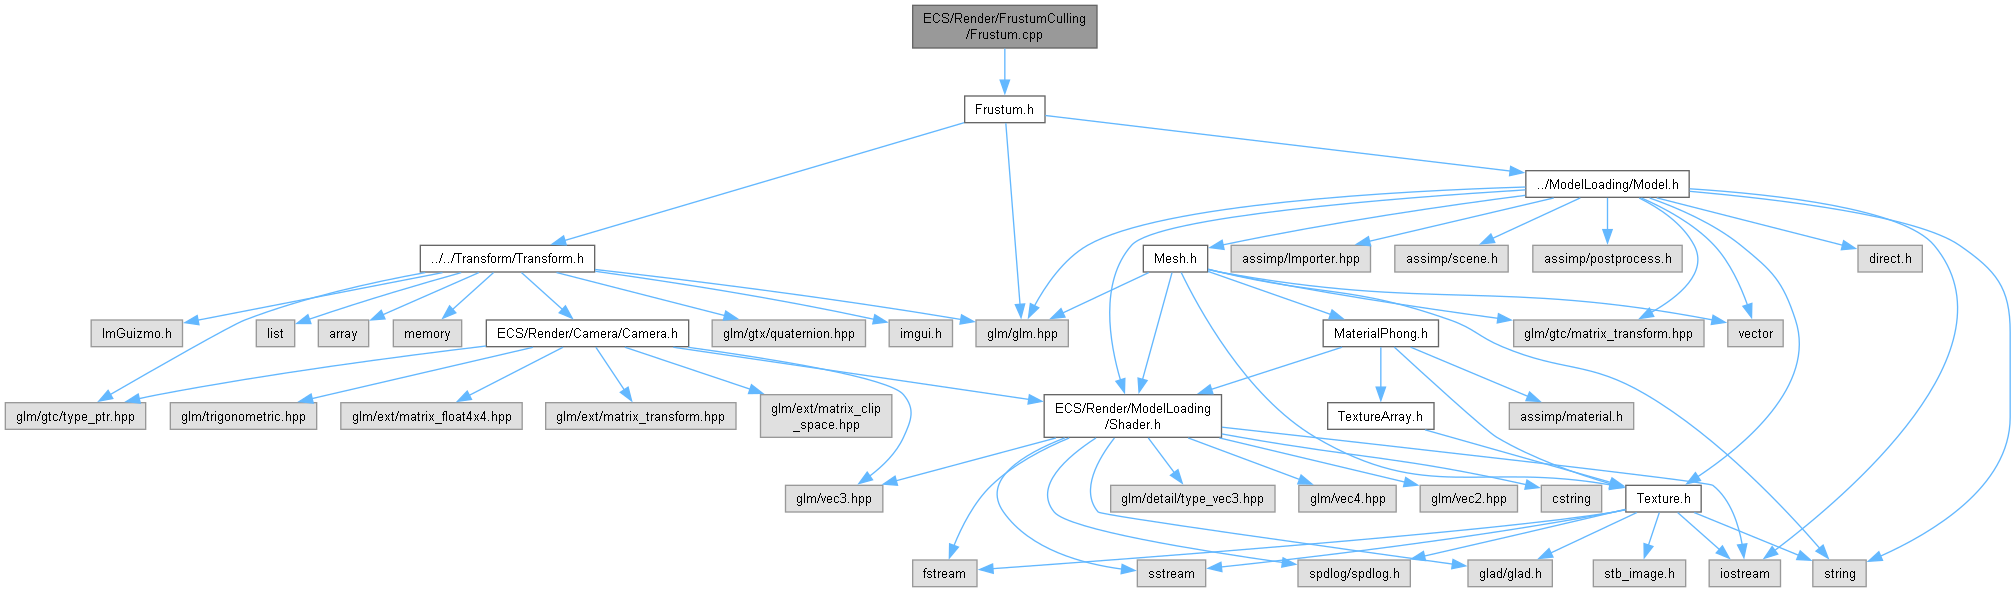 ECS/Render/FrustumCulling
/Frustum.cpp
Frustum.h
../ModelLoading/Model.h
../../Transform/Transform.h
Mesh.h
assimp/Importer.hpp
assimp/scene.h
assimp/postprocess.h
direct.h
ImGuizmo.h
list
array
memory
ECS/Render/Camera/Camera.h
glm/gtx/quaternion.hpp
imgui.h
glm/glm.hpp
MaterialPhong.h
glm/gtc/matrix_transform.hpp
vector
glm/gtc/type_ptr.hpp
glm/trigonometric.hpp
glm/ext/matrix_float4x4.hpp
glm/ext/matrix_transform.hpp
glm/ext/matrix_clip
_space.hpp
ECS/Render/ModelLoading
/Shader.h
TextureArray.h
assimp/material.h
glm/vec3.hpp
glm/detail/type_vec3.hpp
glm/vec4.hpp
glm/vec2.hpp
cstring
Texture.h
fstream
sstream
spdlog/spdlog.h
glad/glad.h
stb_image.h
iostream
string